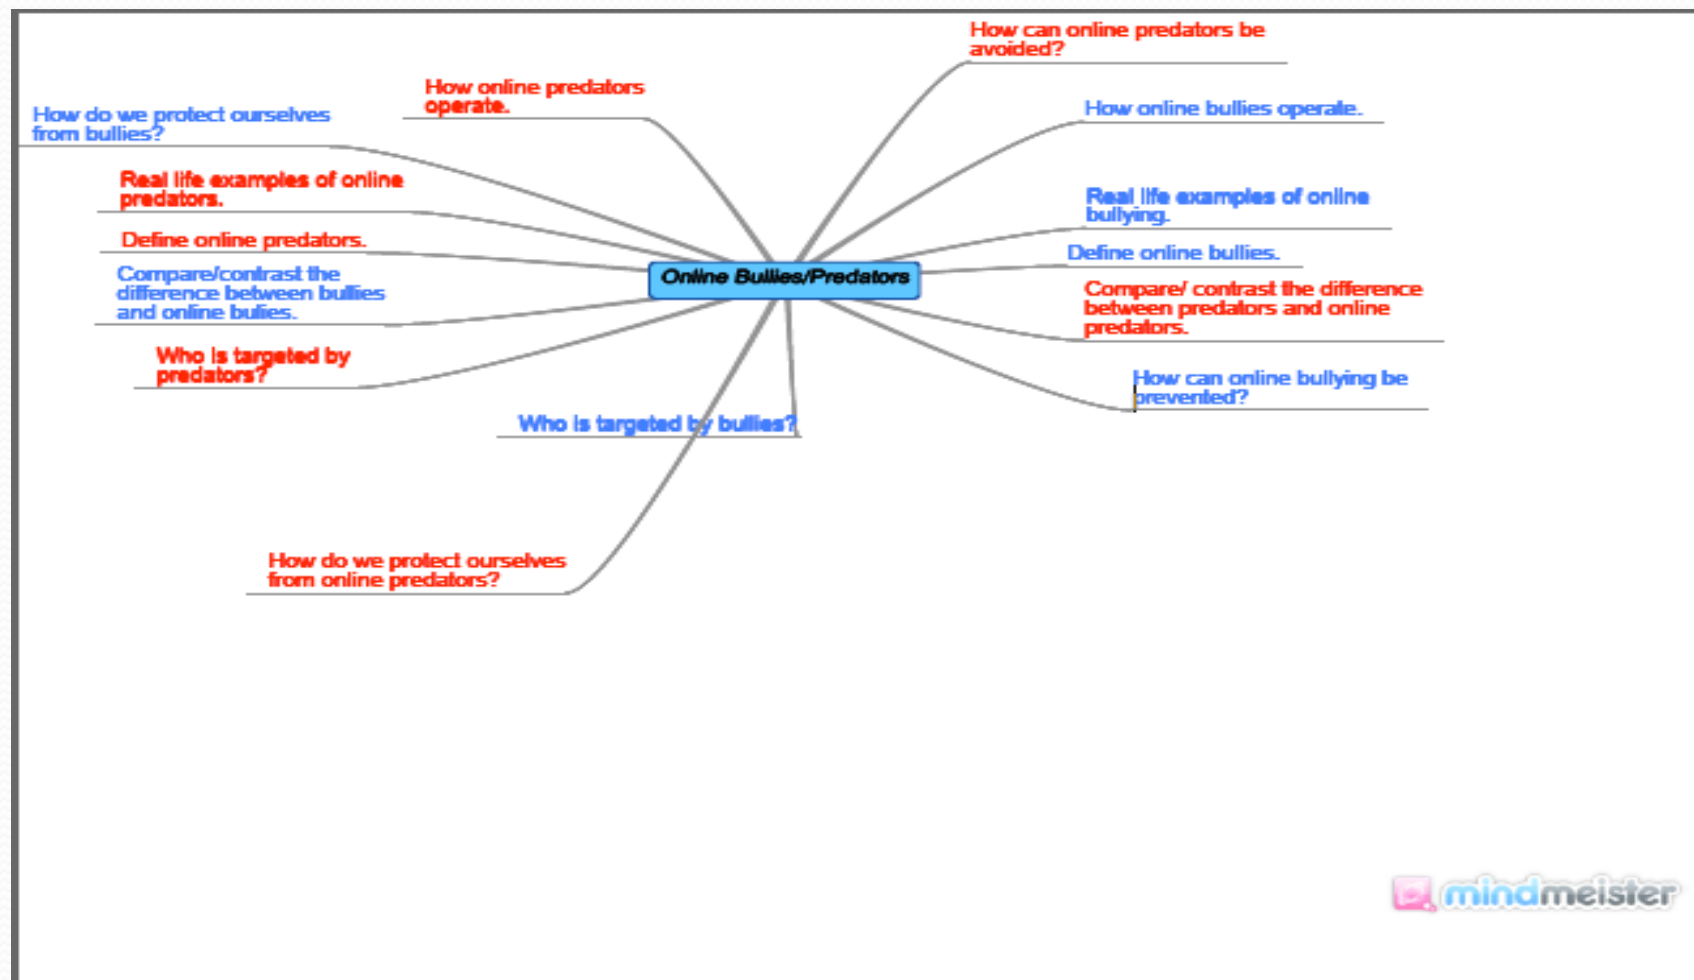 How can online predators be
avoided?
How online predators
operate.
How do we protect ourselves
from bullies?
How online bullies operate.
Real life examples of online
predators.
Real life examples of online
bullying.
Define online predators.
Define online bullies.
Compare/contrast the
difference between bullies
and online bulies.
Online Bullies/Predators
Compare/ contrast the difference
between predators and online
predators.
Who is targeted by
predators?
How can online bullying be
prevented?
Who is targeted by bullies?
How do we protect ourselves
from online predators?
mindmeister